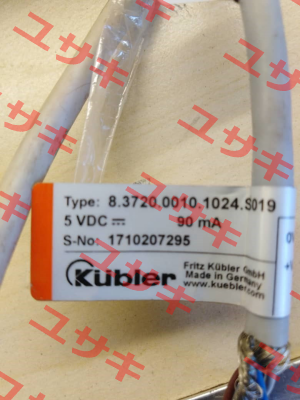 Type: 8.3720.0010.1024.S019
5 VDC ⎓ 90 mA
S-No: 1710207295
Kübler
Fritz Kübler GmbH
Made in Germany
www.kuebler.com
ユサキ
ユサキ
ユサキ
ユサキ
ユサキ